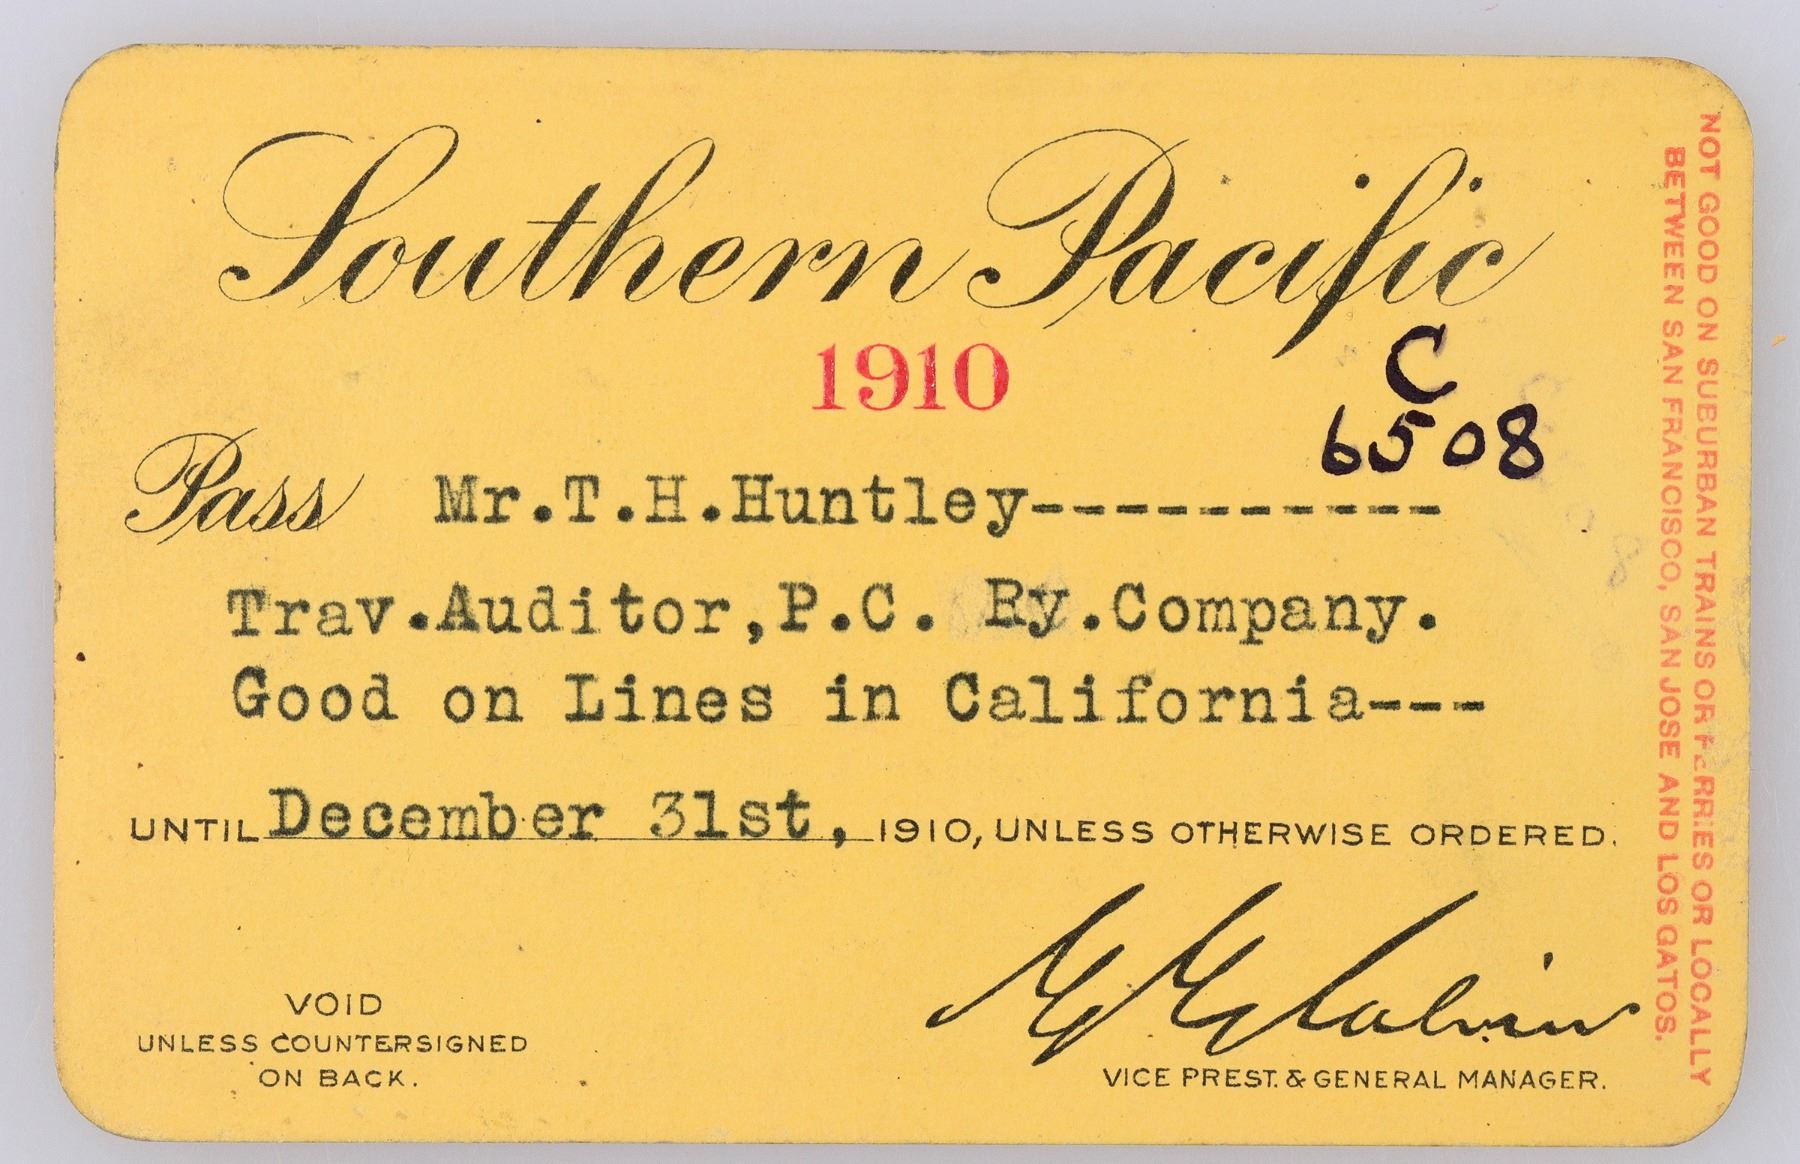 Southern Pacific
1910
C
6508
Pass Mr.T.H.Huntley-----------
Trav.Auditor,P.C. Ry.Company.
Good on Lines in California---
UNTIL December 31st, 1910, UNLESS OTHERWISE ORDERED.
VOID
UNLESS COUNTERSIGNED
ON BACK.
E E Calvin
VICE PREST. & GENERAL MANAGER.
NOT GOOD ON SUBURBAN TRAINS OR FERRIES OR LOCALLY
BETWEEN SAN FRANCISCO, SAN JOSE AND LOS GATOS.